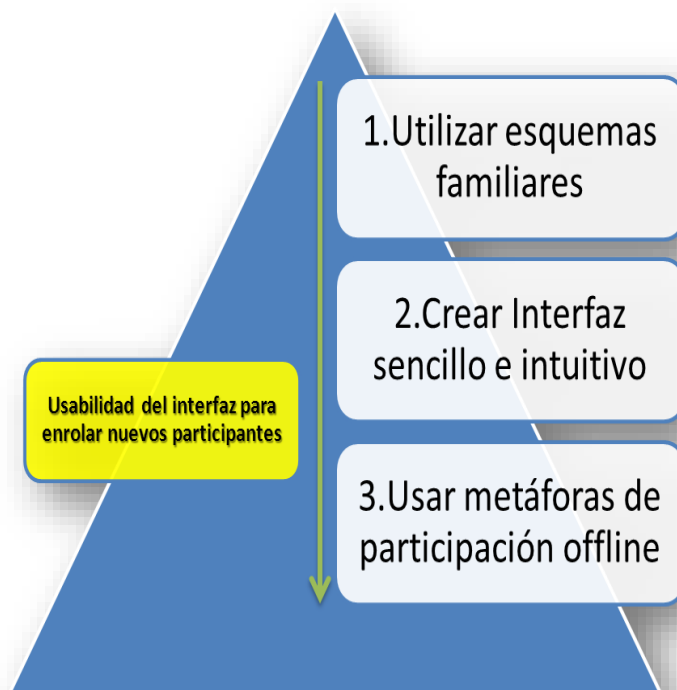 1.Utilizar esquemas
familiares
2.Crear Interfaz
sencillo e intuitivo
Usabilidad del interfaz para
enrolar nuevos participantes
3.Usar metáforas de
participación offline